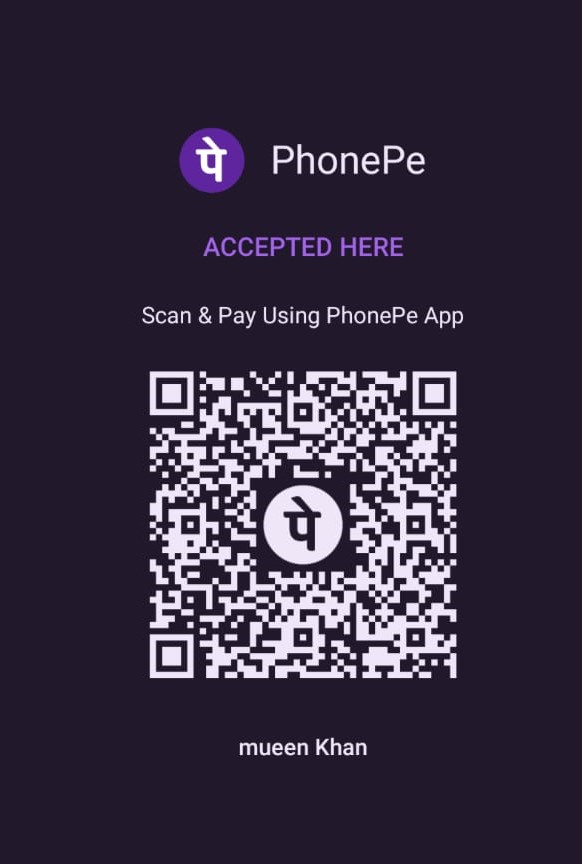 पे PhonePe
ACCEPTED HERE
Scan & Pay Using PhonePe App
पे
mueen Khan